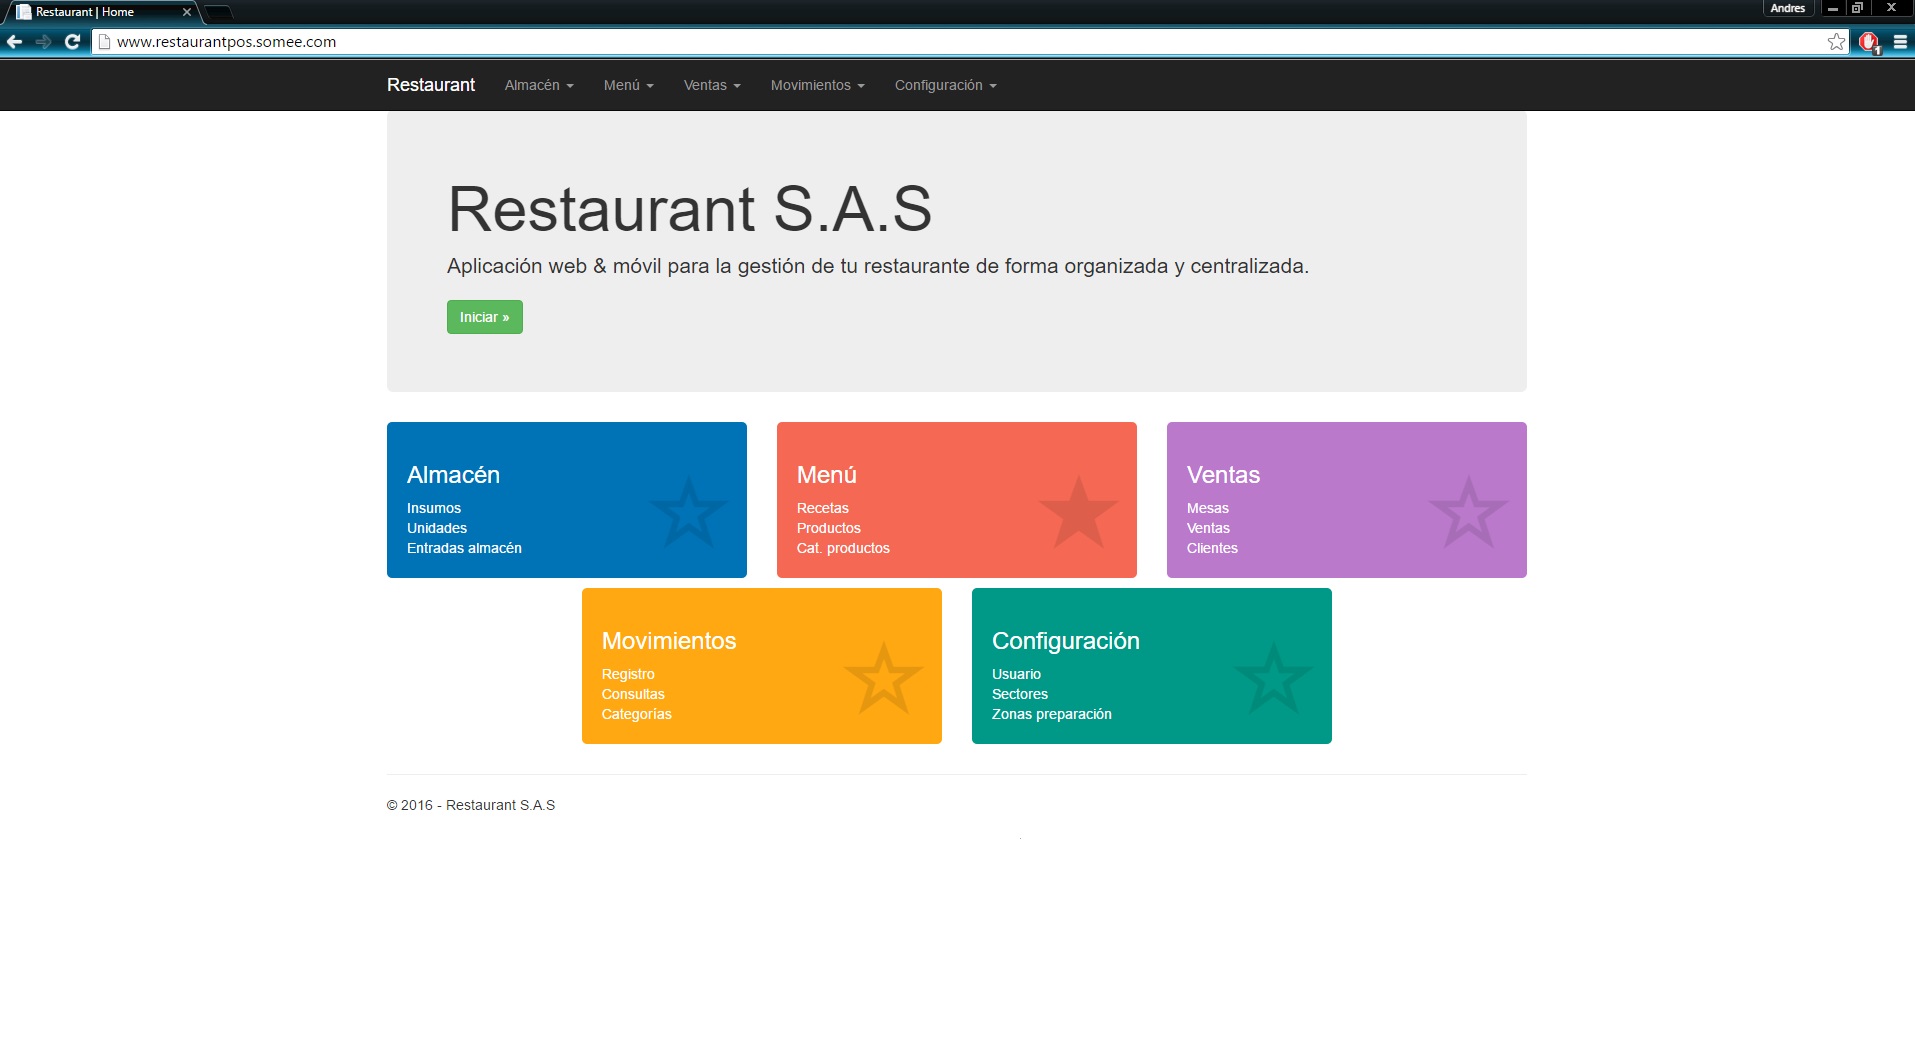 Restaurant | Home
Andres
www.restaurantpos.somee.com
1
Restaurant Almacén Menú Ventas Movimientos Configuración
Restaurant S.A.S
Aplicación web & móvil para la gestión de tu restaurante de forma organizada y centralizada.
Iniciar »
Almacén
Insumos
Unidades
Entradas almacén
Menú
Recetas
Productos
Cat. productos
Ventas
Mesas
Ventas
Clientes
Movimientos
Registro
Consultas
Categorías
Configuración
Usuario
Sectores
Zonas preparación
© 2016 - Restaurant S.A.S